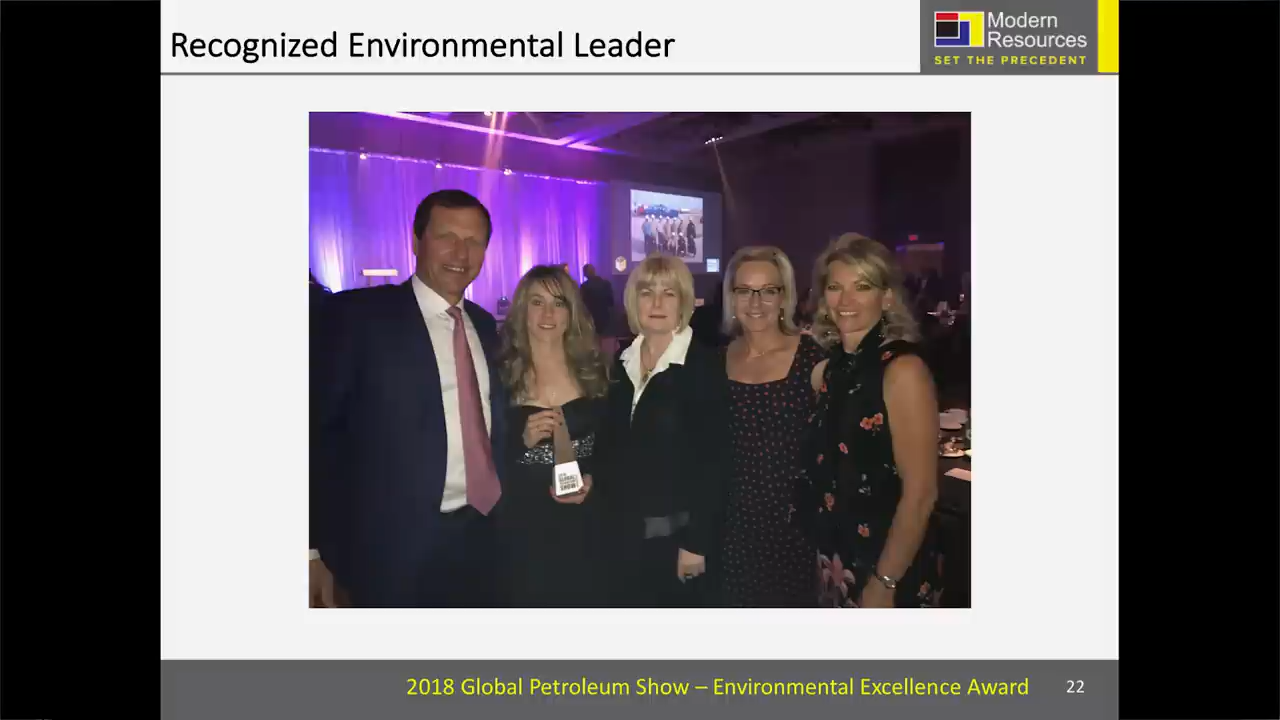 Recognized Environmental Leader
Modern
Resources
SET THE PRECEDENT
2018 Global Petroleum Show – Environmental Excellence Award
22